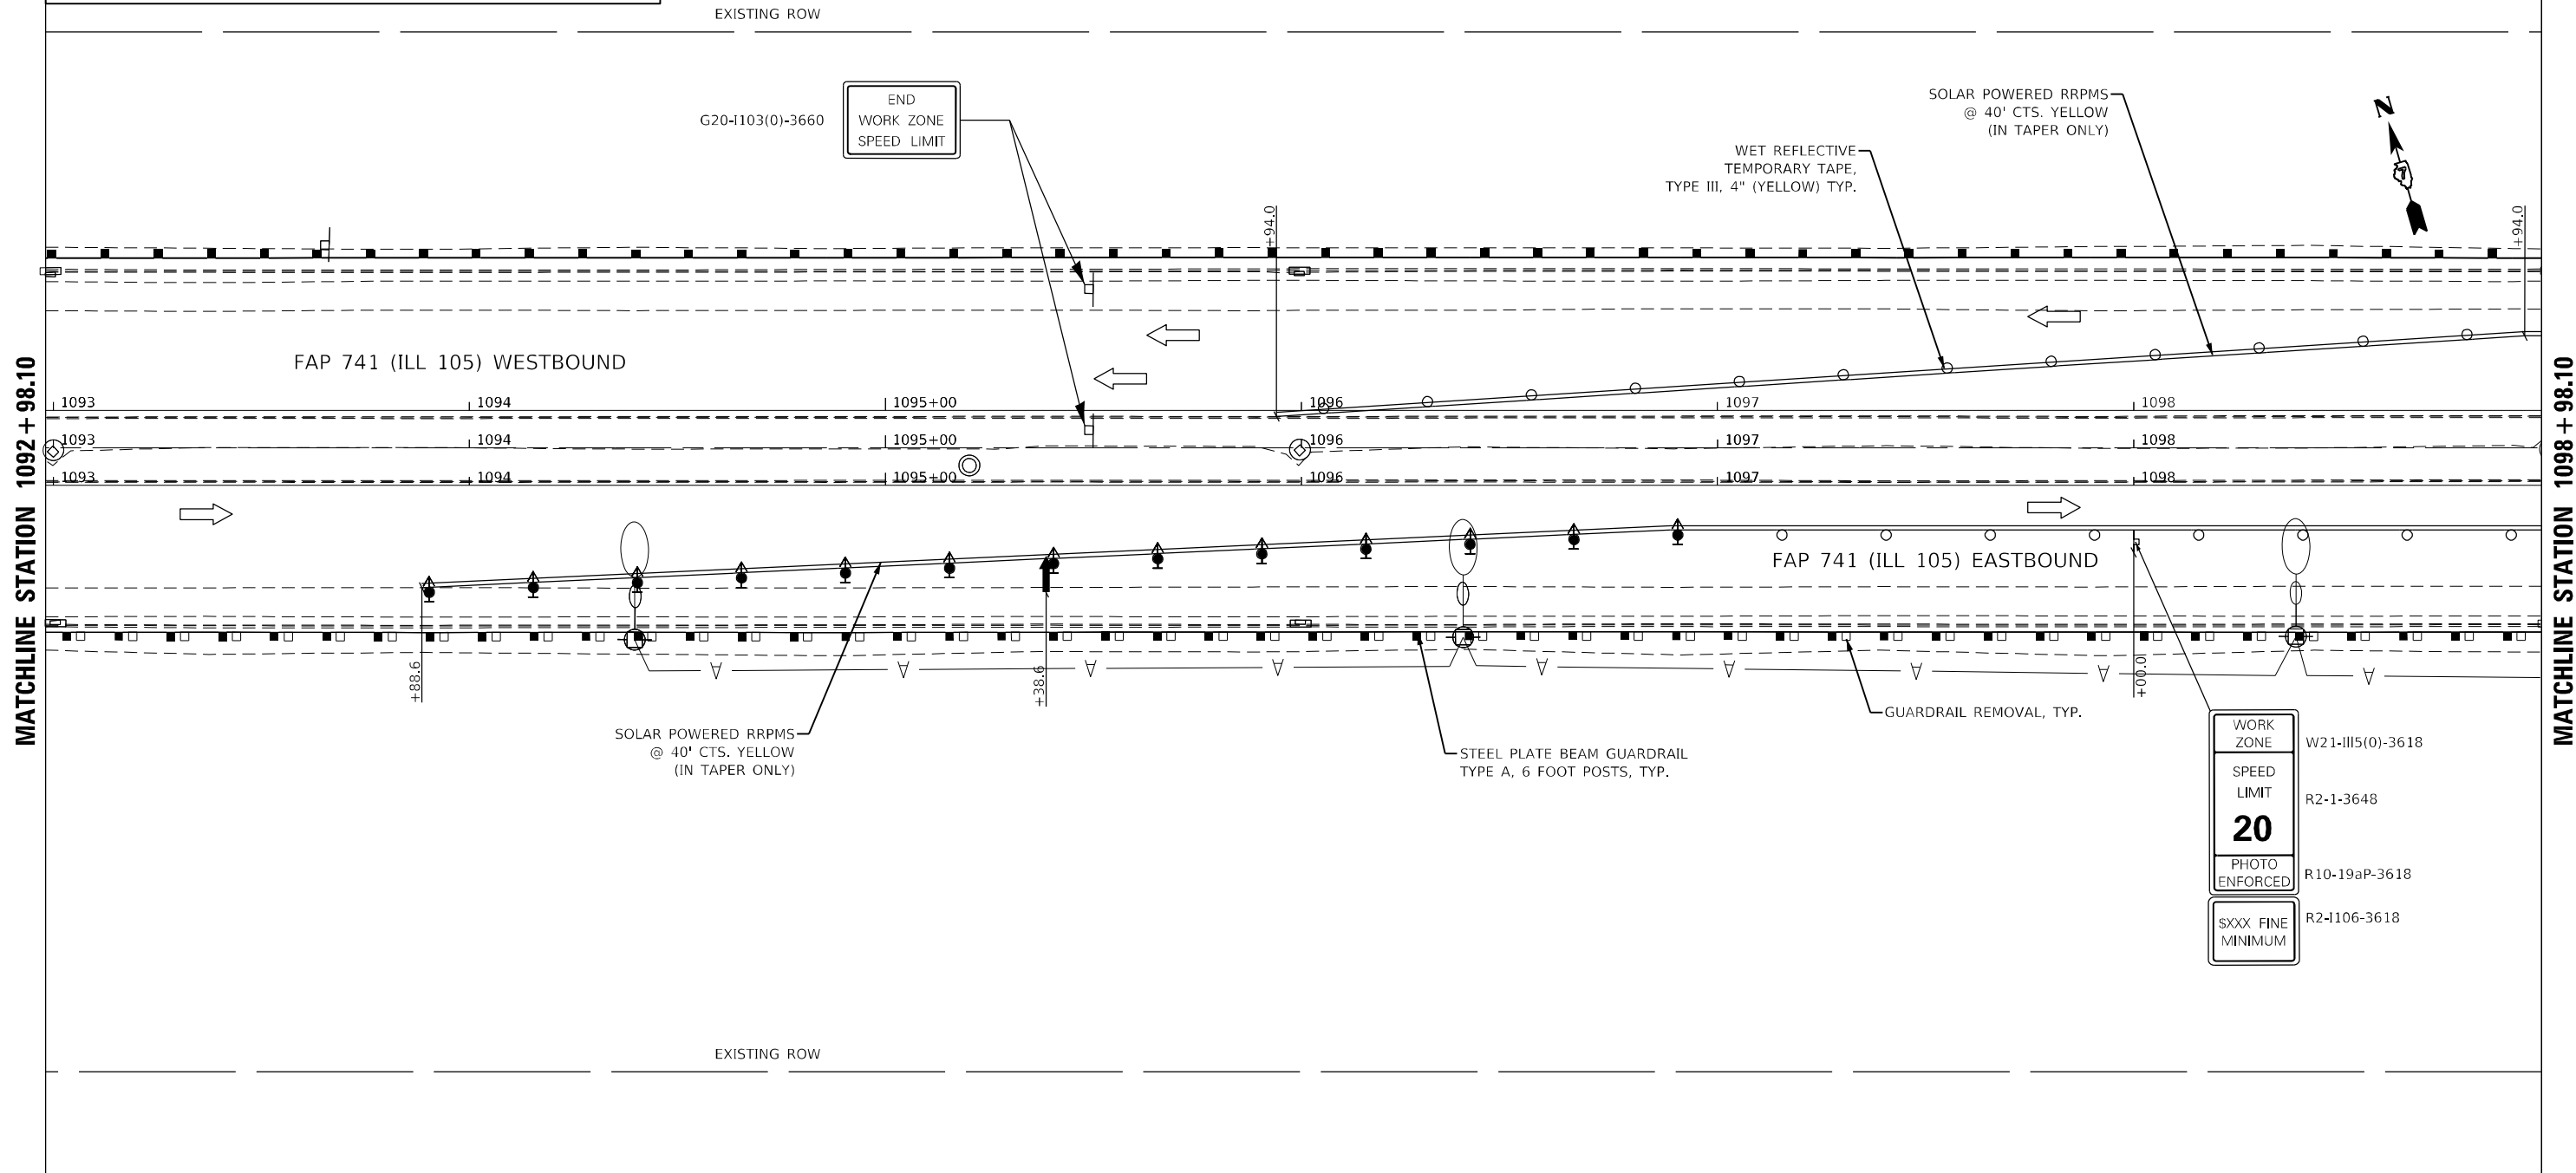 EXISTING ROW
END
WORK ZONE
SPEED LIMIT
G20-I103(0)-3660
SOLAR POWERED RRPMS
@ 40' CTS. YELLOW
(IN TAPER ONLY)
WET REFLECTIVE
TEMPORARY TAPE,
TYPE III, 4" (YELLOW) TYP.
N
+94.0
+94.0
FAP 741 (ILL 105) WESTBOUND
MATCHLINE STATION 1092+98.10
MATCHLINE STATION 1098+98.10
1093 1094 1095+00 1096 1097 1098
1093 1094 1095+00 1096 1097 1098
1093 1094 1095+00 1096 1097 1098
FAP 741 (ILL 105) EASTBOUND
+88.6
+38.6
+00.0
SOLAR POWERED RRPMS
@ 40' CTS. YELLOW
(IN TAPER ONLY)
STEEL PLATE BEAM GUARDRAIL
TYPE A, 6 FOOT POSTS, TYP.
GUARDRAIL REMOVAL, TYP.
WORK
ZONE
W21-III5(0)-3618
SPEED
LIMIT
20
R2-1-3648
PHOTO
ENFORCED
R10-19aP-3618
$XXX FINE
MINIMUM
R2-I106-3618
EXISTING ROW